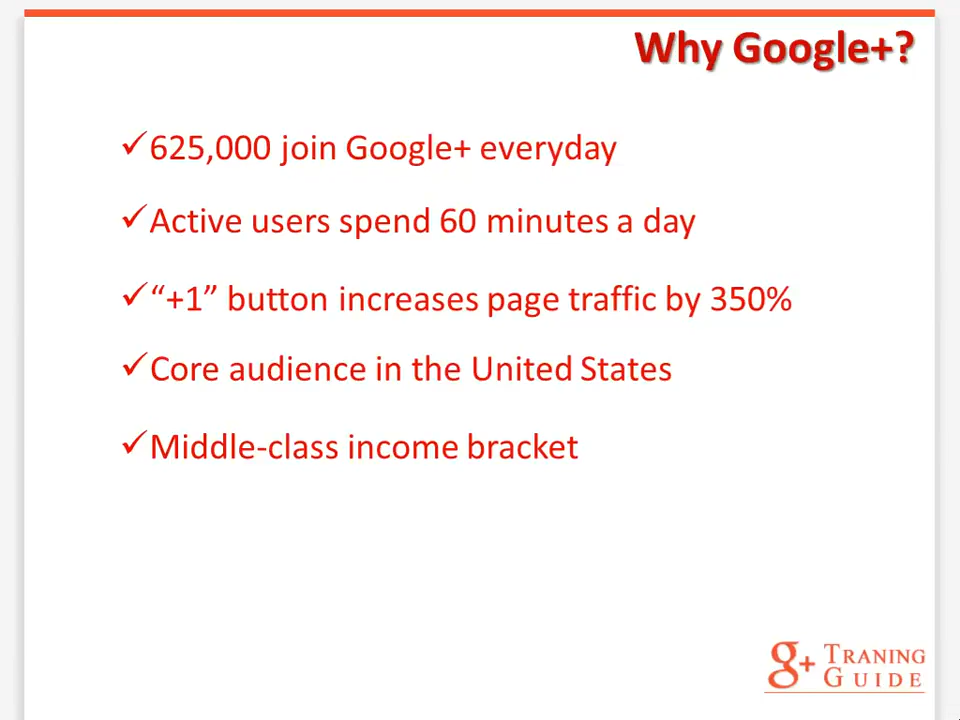 Why Google+?
✓625,000 join Google+ everyday
✓Active users spend 60 minutes a day
✓“+1” button increases page traffic by 350%
✓Core audience in the United States
✓Middle-class income bracket
g+ TRANING
GUIDE